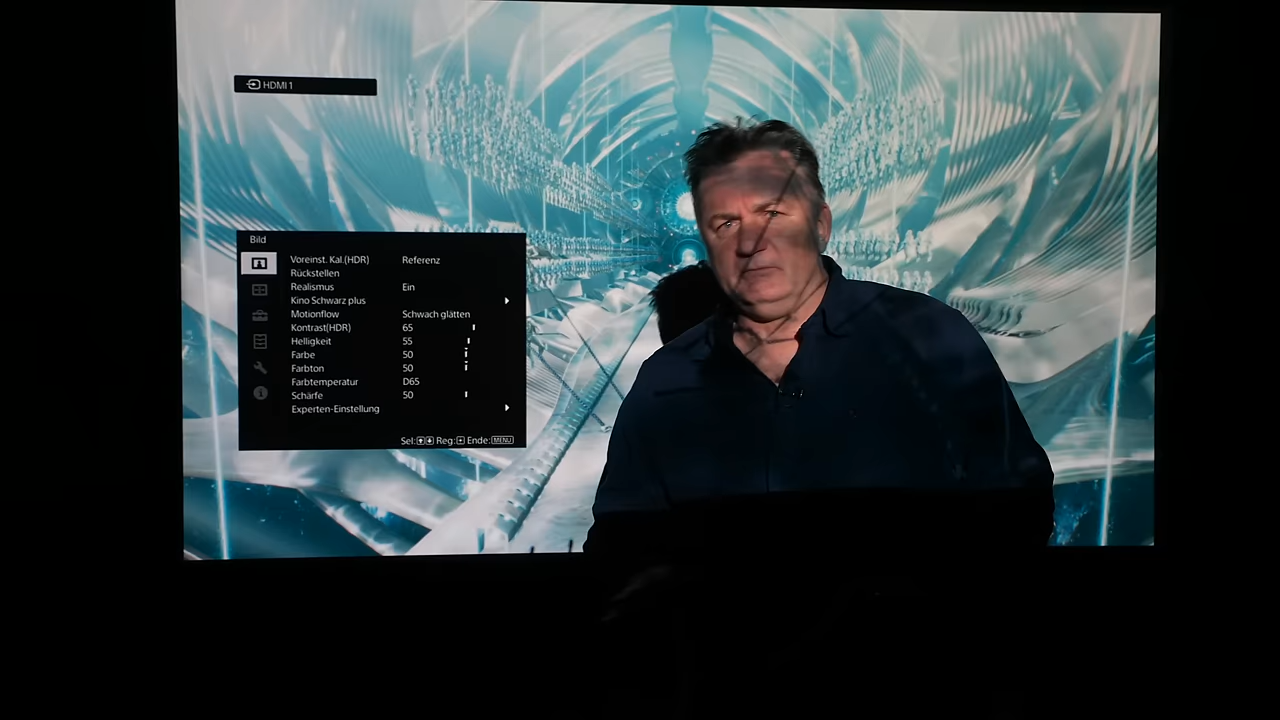 HDMI 1
Bild
Voreinst. Kal.(HDR) Referenz
Rückstellen
Realismus Ein
Kino Schwarz plus
Motionflow Schwach glätten
Kontrast(HDR) 65
Helligkeit 55
Farbe 50
Farbton 50
Farbtemperatur D65
Schärfe 50
Experten-Einstellung
Sel: Reg: Ende: MENU